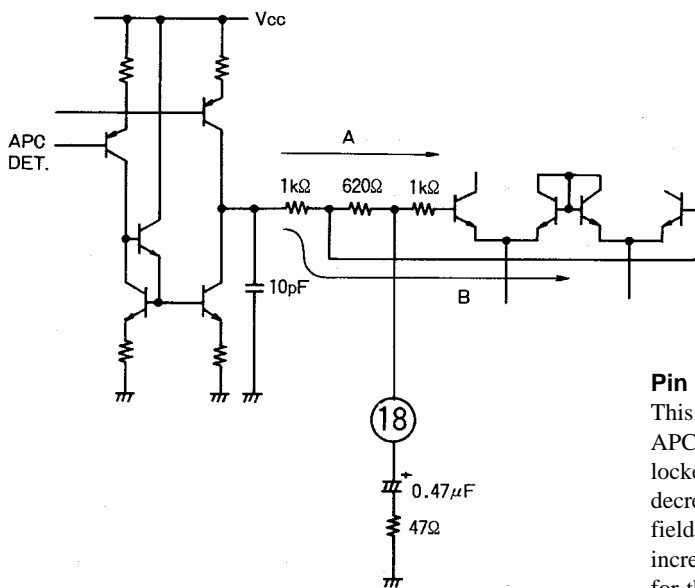 Vcc
APC
DET.
A
1kΩ
620Ω
1kΩ
10pF
B
18
+
0.47μF
47Ω
Pin
This
APC
locke
decre
field
incre
for th